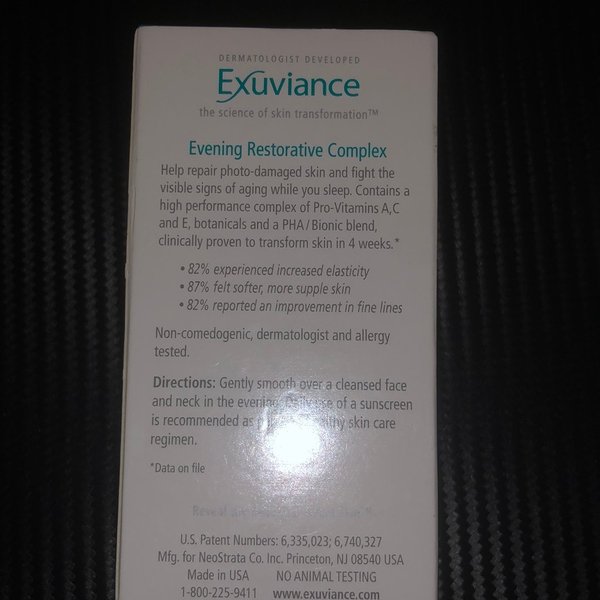 DERMATOLOGIST DEVELOPED
Exuviance
the science of skin transformation™
Evening Restorative Complex
Help repair photo-damaged skin and fight the
visible signs of aging while you sleep. Contains a
high performance complex of Pro-Vitamins A,C
and E, botanicals and a PHA/Bionic blend,
clinically proven to transform skin in 4 weeks.*
• 82% experienced increased elasticity
• 87% felt softer, more supple skin
• 82% reported an improvement in fine lines
Non-comedogenic, dermatologist and allergy
tested.
Directions: Gently smooth over a cleansed face
and neck in the evening. Daily use of a sunscreen
is recommended as skin care
regimen.
*Data on file
Reveal
U.S. Patent Numbers: 6,335,023; 6,740,327
Mfg. for NeoStrata Co. Inc. Princeton, NJ 08540 USA
Made in USA NO ANIMAL TESTING
1-800-225-9411 www.exuviance.com